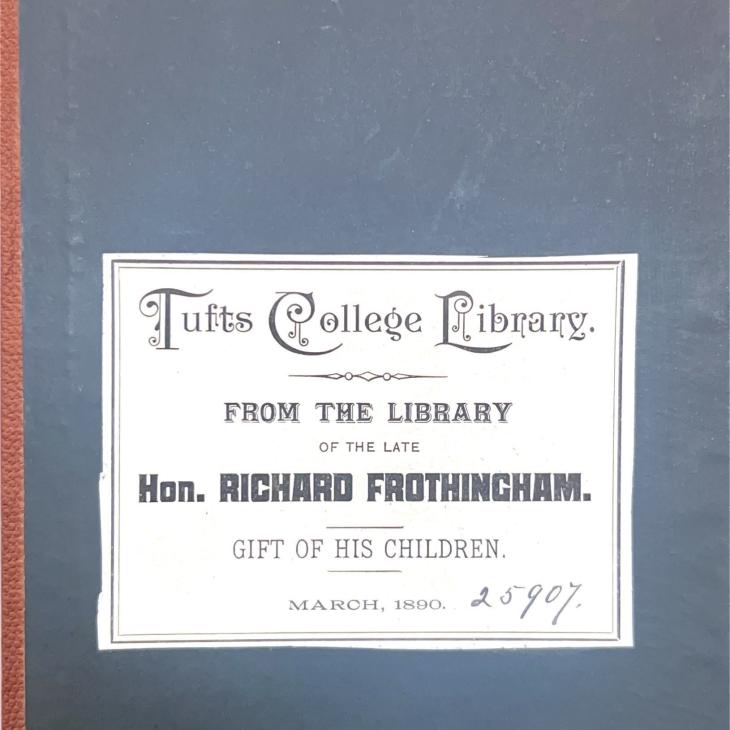 Tufts College Library.
FROM THE LIBRARY
OF THE LATE
Hon. RICHARD FROTHINGHAM.
GIFT OF HIS CHILDREN.
MARCH, 1890. 25907.